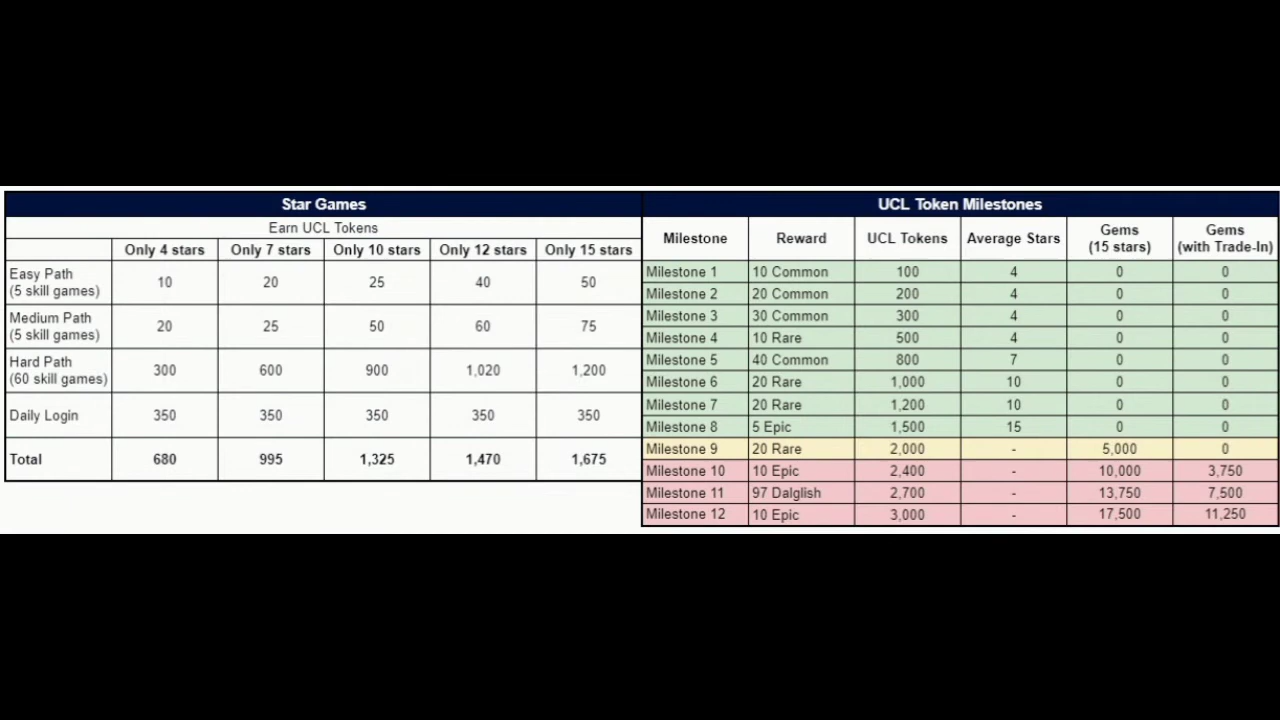 Star Games
Earn UCL Tokens
Only 4 stars Only 7 stars Only 10 stars Only 12 stars Only 15 stars
Easy Path
(5 skill games) 10 20 25 40 50
Medium Path
(5 skill games) 20 25 50 60 75
Hard Path
(60 skill games) 300 600 900 1,020 1,200
Daily Login 350 350 350 350 350
Total 680 995 1,325 1,470 1,675
UCL Token Milestones
Milestone Reward UCL Tokens Average Stars Gems
(15 stars) Gems
(with Trade-In)
Milestone 1 10 Common 100 4 0 0
Milestone 2 20 Common 200 4 0 0
Milestone 3 30 Common 300 4 0 0
Milestone 4 10 Rare 500 4 0 0
Milestone 5 40 Common 800 7 0 0
Milestone 6 20 Rare 1,000 10 0 0
Milestone 7 20 Rare 1,200 10 0 0
Milestone 8 5 Epic 1,500 15 0 0
Milestone 9 20 Rare 2,000 - 5,000 0
Milestone 10 10 Epic 2,400 - 10,000 3,750
Milestone 11 97 Dalglish 2,700 - 13,750 7,500
Milestone 12 10 Epic 3,000 - 17,500 11,250